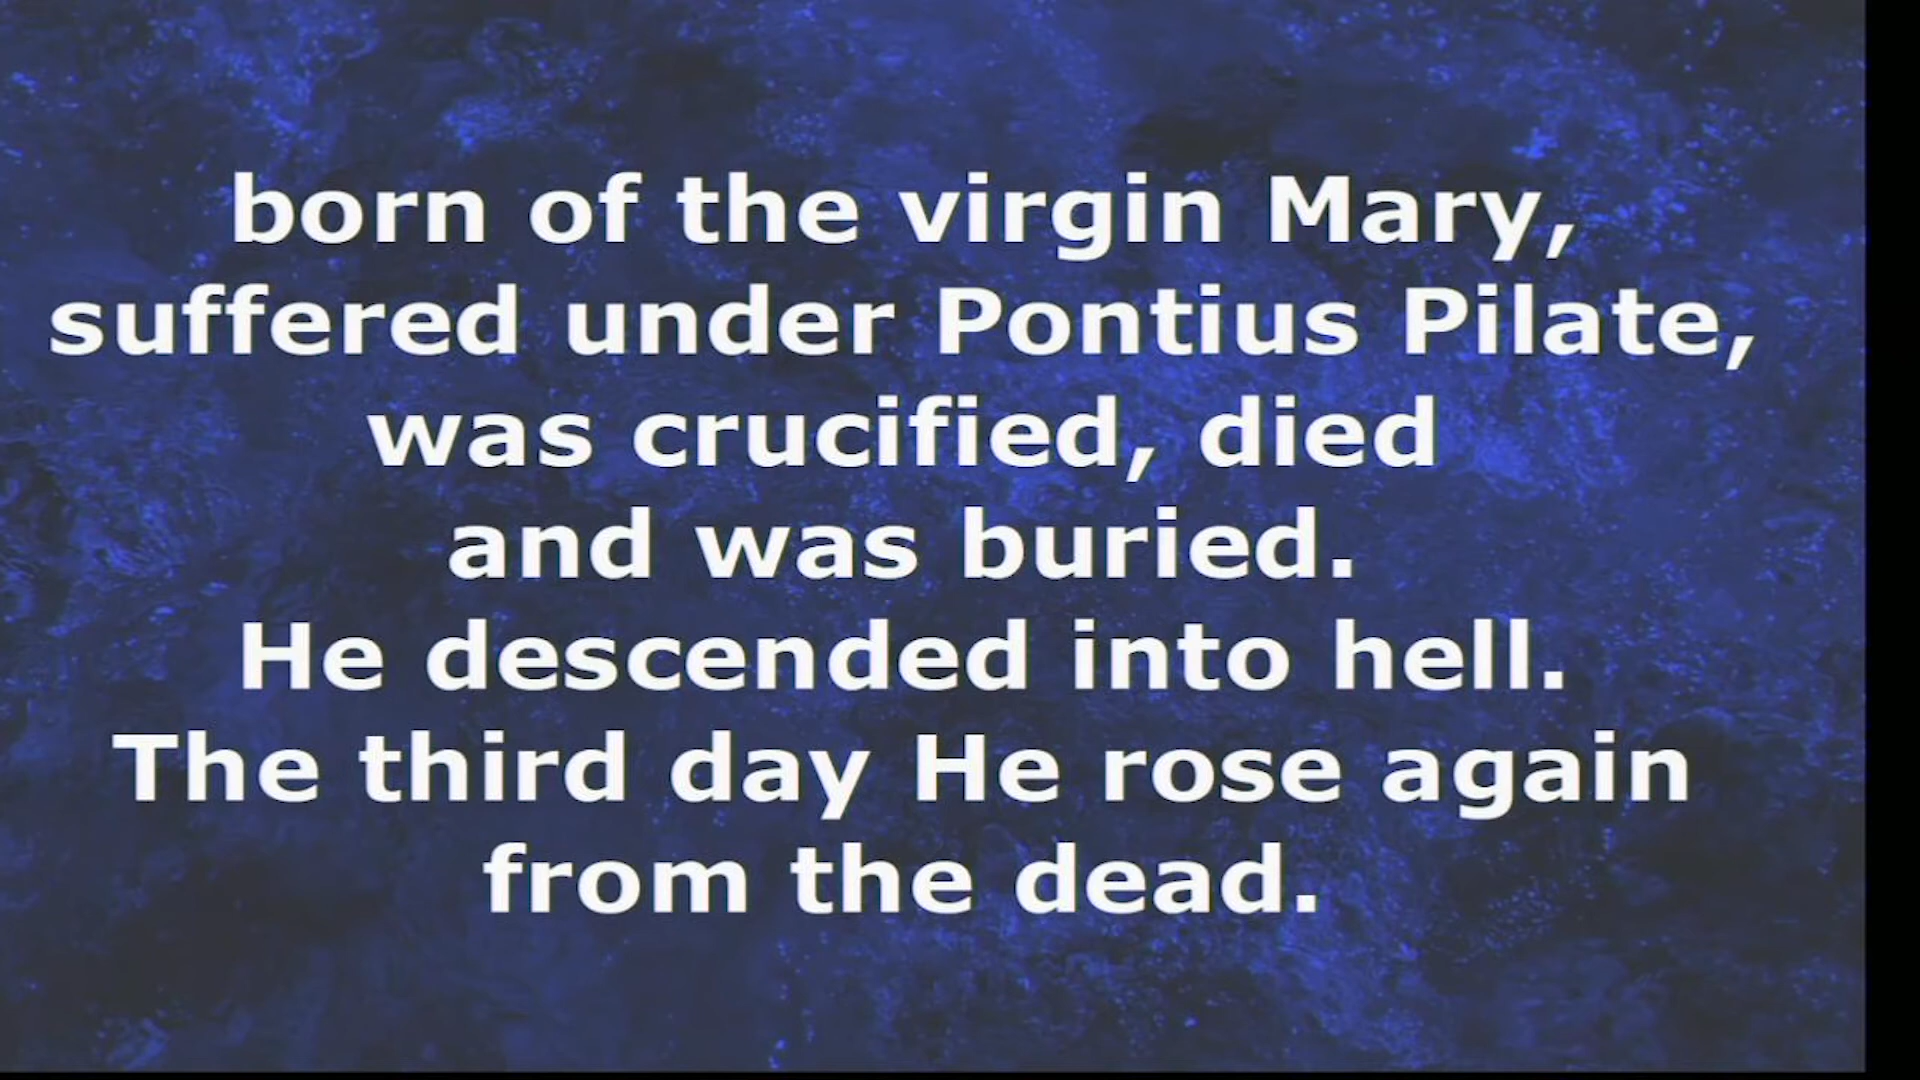 born of the virgin Mary,
suffered under Pontius Pilate,
was crucified, died
and was buried.
He descended into hell.
The third day He rose again
from the dead.